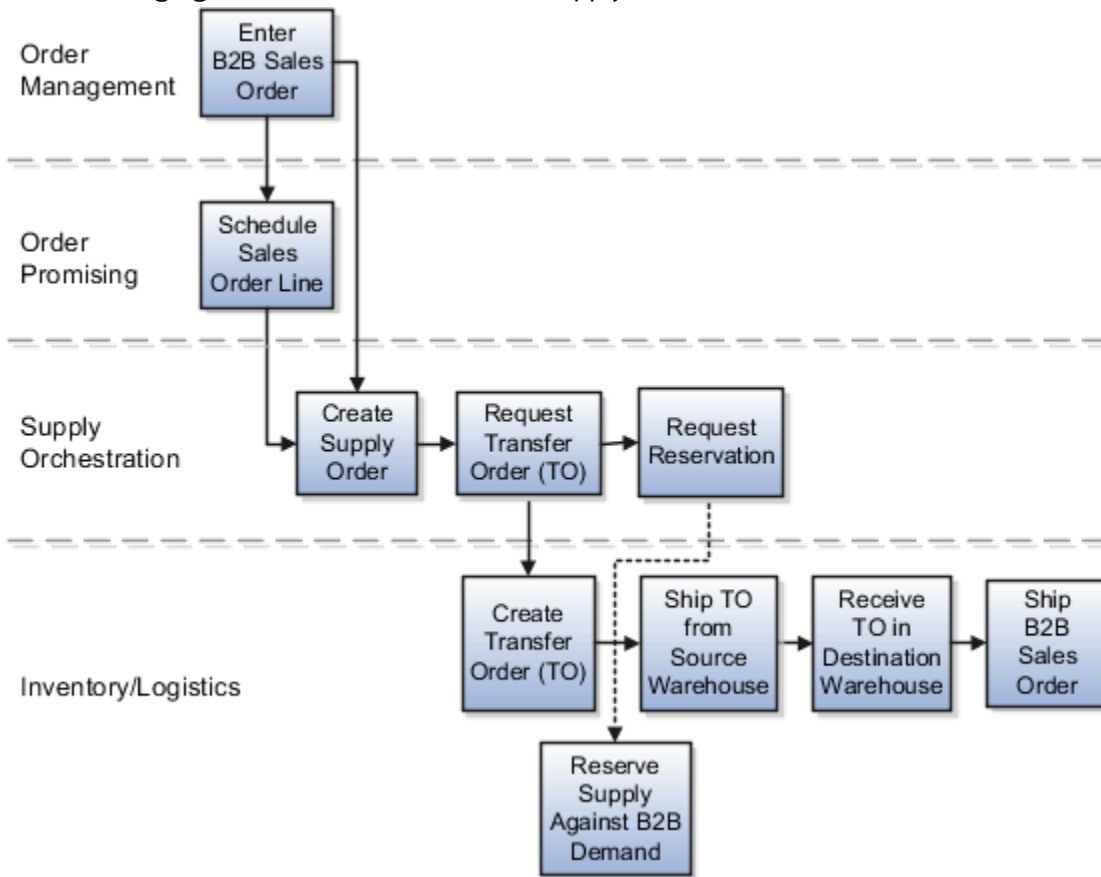 Order
Management
Enter
B2B Sales
Order
Order
Promising
Schedule
Sales
Order Line
Supply
Orchestration
Create
Supply
Order
Request
Transfer
Order (TO)
Request
Reservation
Inventory/Logistics
Create
Transfer
Order (TO)
Ship TO
from
Source
Warehouse
Receive
TO in
Destination
Warehouse
Ship
B2B
Sales
Order
Reserve
Supply
Against B2B
Demand